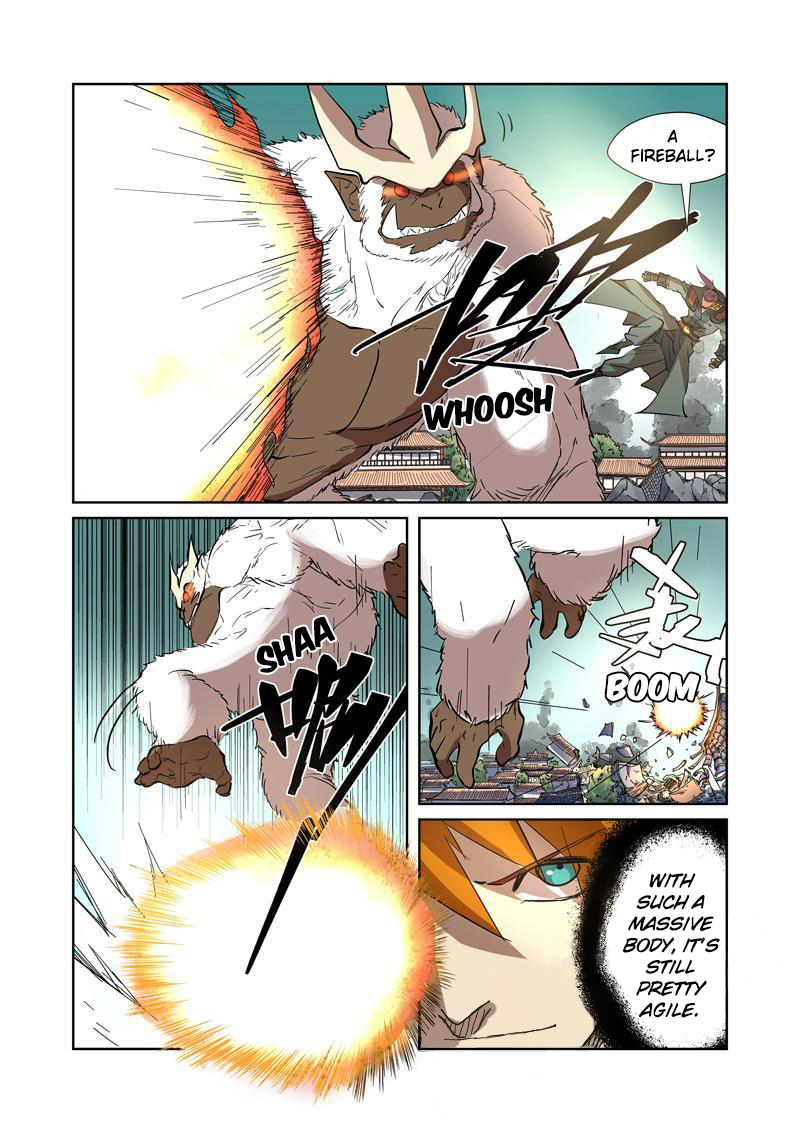 A
FIREBALL?
WHOOSH
SHAA
BOOM
WITH
SUCH A
MASSIVE
BODY, IT'S
STILL
PRETTY
AGILE.